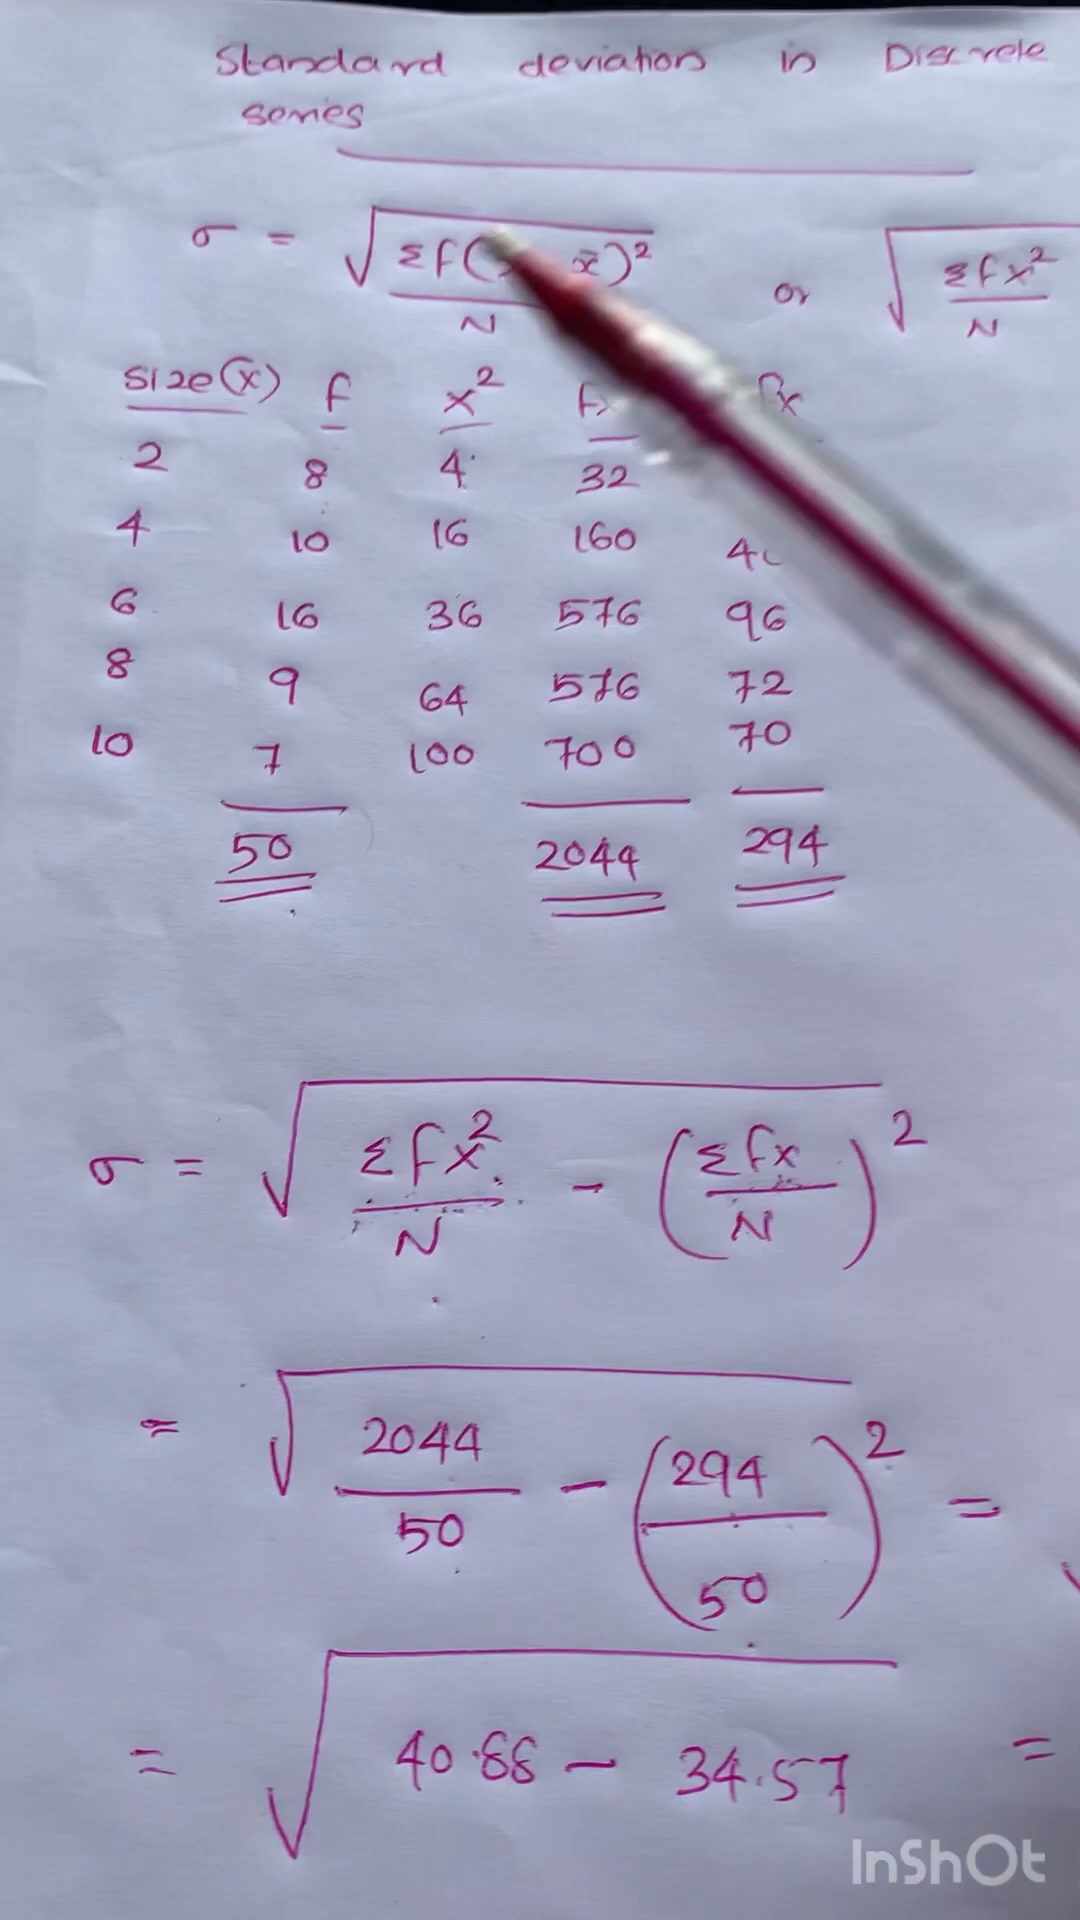 Standard deviation in Discrete
series
σ = √ Σf( x̄)² / N or √ Σfx² / N
size(x) f x² fx
2 8 4 32
4 10 16 160
6 16 36 576 96
8 9 64 576 72
10 7 100 700 70
50 2044 294
σ = √ Σfx² / N - (Σfx / N)²
= √ 2044 / 50 - (294 / 50)² =
= √ 40.88 - 34.57 =
InShOt